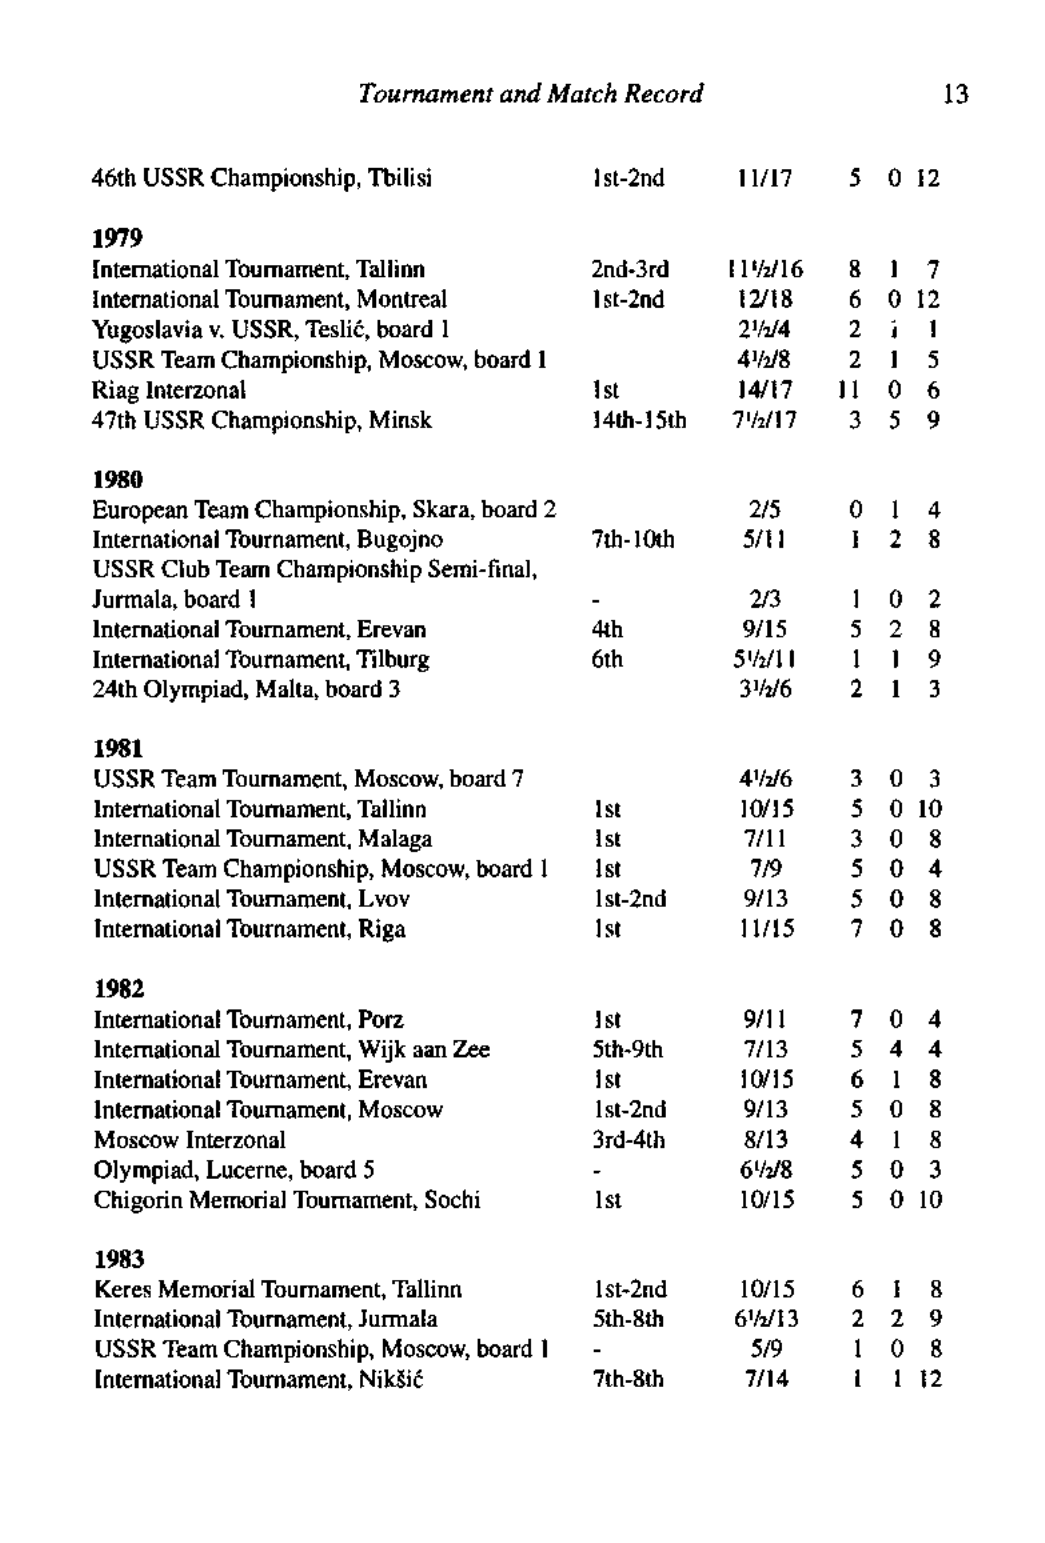 Tournament and Match Record 13
46th USSR Championship, Tbilisi 1st-2nd 11/17 5 0 12
1979
International Tournament, Tallinn 2nd-3rd 11½/16 8 1 7
International Tournament, Montreal 1st-2nd 12/18 6 0 12
Yugoslavia v. USSR, Teslić, board 1 2½/4 2 1 1
USSR Team Championship, Moscow, board 1 4½/8 2 1 5
Riag Interzonal 1st 14/17 11 0 6
47th USSR Championship, Minsk 14th-15th 7½/17 3 5 9
1980
European Team Championship, Skara, board 2 2/5 0 1 4
International Tournament, Bugojno 7th-10th 5/11 1 2 8
USSR Club Team Championship Semi-final,
Jurmala, board 1 - 2/3 1 0 2
International Tournament, Erevan 4th 9/15 5 2 8
International Tournament, Tilburg 6th 5½/11 1 1 9
24th Olympiad, Malta, board 3 3½/6 2 1 3
1981
USSR Team Tournament, Moscow, board 7 4½/6 3 0 3
International Tournament, Tallinn 1st 10/15 5 0 10
International Tournament, Malaga 1st 7/11 3 0 8
USSR Team Championship, Moscow, board 1 1st 7/9 5 0 4
International Tournament, Lvov 1st-2nd 9/13 5 0 8
International Tournament, Riga 1st 11/15 7 0 8
1982
International Tournament, Porz 1st 9/11 7 0 4
International Tournament, Wijk aan Zee 5th-9th 7/13 5 4 4
International Tournament, Erevan 1st 10/15 6 1 8
International Tournament, Moscow 1st-2nd 9/13 5 0 8
Moscow Interzonal 3rd-4th 8/13 4 1 8
Olympiad, Lucerne, board 5 - 6½/8 5 0 3
Chigorin Memorial Tournament, Sochi 1st 10/15 5 0 10
1983
Keres Memorial Tournament, Tallinn 1st-2nd 10/15 6 1 8
International Tournament, Jurmala 5th-8th 6½/13 2 2 9
USSR Team Championship, Moscow, board 1 - 5/9 1 0 8
International Tournament, Nikšić 7th-8th 7/14 1 1 12